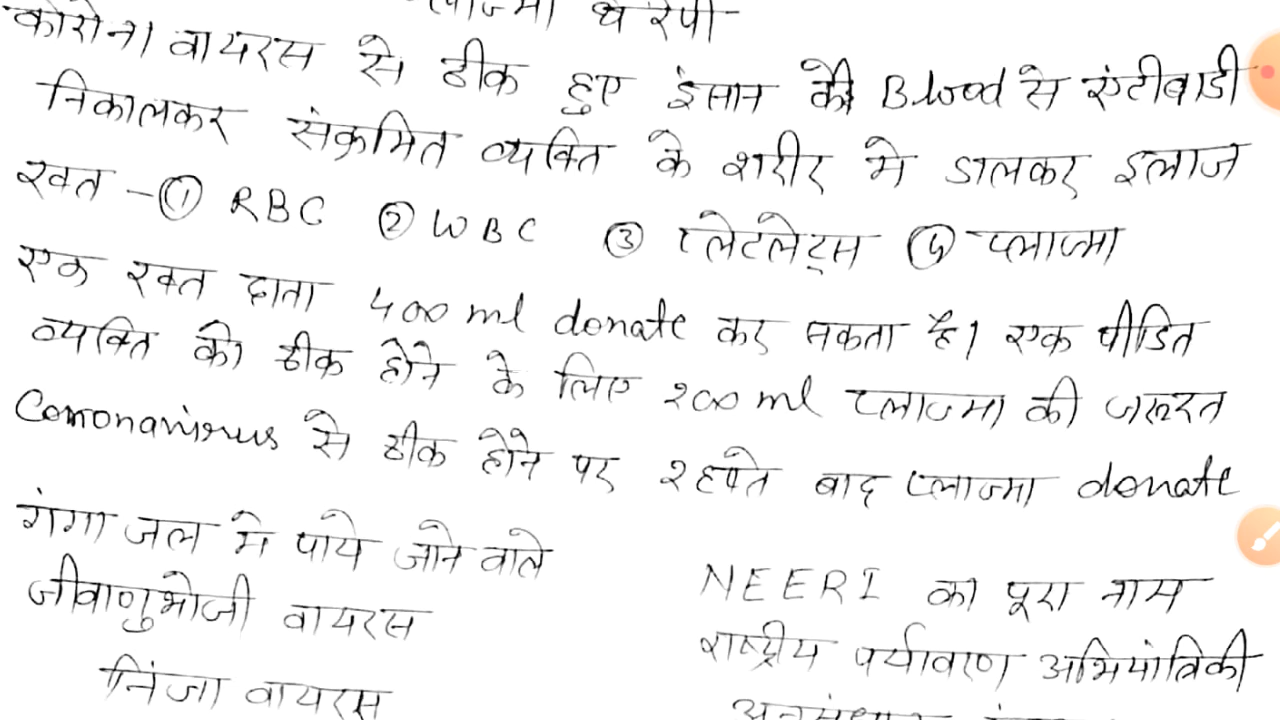 प्लाज्मा थेरेपी
कोरोना वायरस से ठीक हुए इंसान की Blood से एंटीबाडी
निकालकर संक्रमित व्यक्ति के शरीर मे डालकर इलाज
रक्त - ① RBC ② WBC ③ प्लेटलेट्स ④ प्लाज्मा
एक रक्त दाता 400 ml donate कर सकता है। एक पीडित
व्यक्ति को ठीक होने के लिए 200 ml प्लाज्मा की जरूरत
Coronavirus से ठीक होने पर 2 हफ्ते बाद प्लाज्मा donate
गंगा जल मे पाये जाने वाले
जीवाणुभोजी वायरस
निंजा वायरस
NEERI का पूरा नाम
राष्ट्रीय पर्यावरण अभियांत्रिकी
अनुसंधान